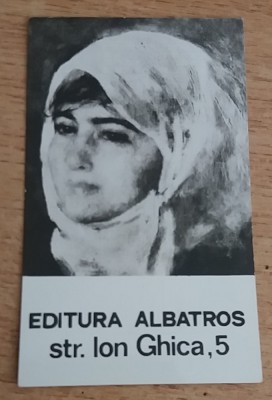 EDITURA ALBATROS
str. Ion Ghica, 5